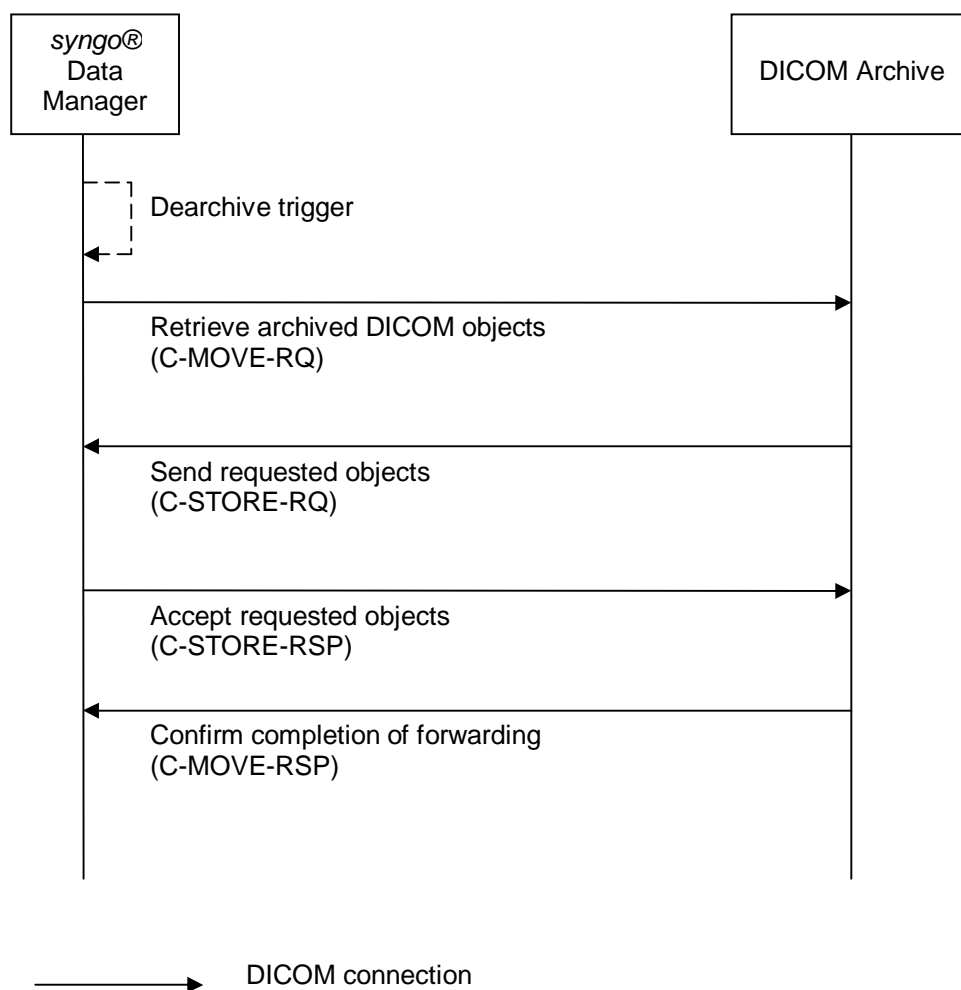 syngo®
Data
Manager
DICOM Archive
Dearchive trigger
Retrieve archived DICOM objects
(C-MOVE-RQ)
Send requested objects
(C-STORE-RQ)
Accept requested objects
(C-STORE-RSP)
Confirm completion of forwarding
(C-MOVE-RSP)
DICOM connection